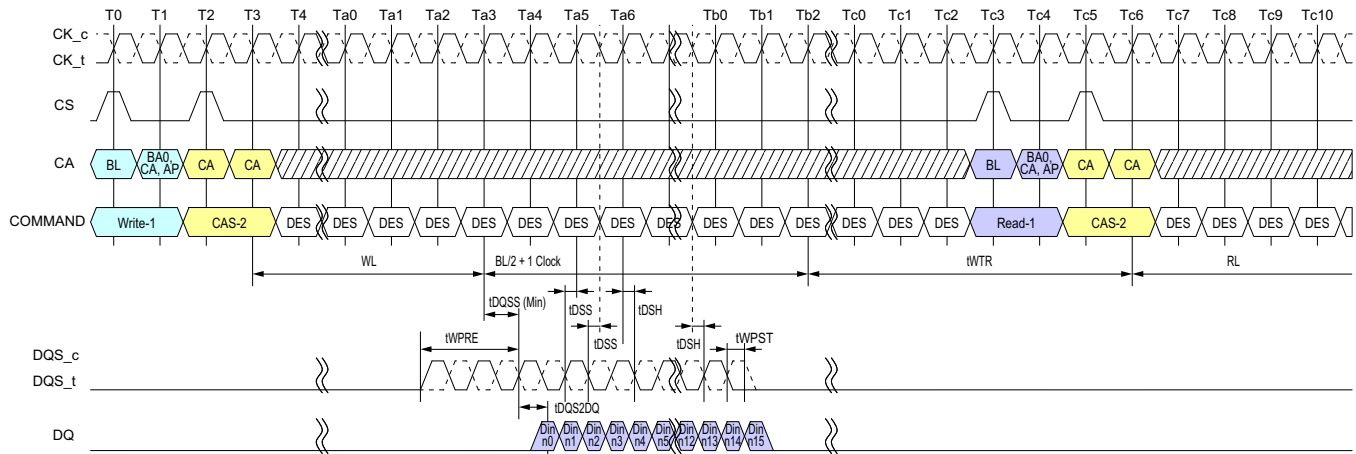 T0 T1 T2 T3 T4 Ta0 Ta1 Ta2 Ta3 Ta4 Ta5 Ta6 Tb0 Tb1 Tb2 Tc0 Tc1 Tc2 Tc3 Tc4 Tc5 Tc6 Tc7 Tc8 Tc9 Tc10
CK_c
CK_t
CS
CA BL BA0, CA, AP CA CA BL BA0, CA, AP CA CA
COMMAND Write-1 CAS-2 DES DES DES DES DES DES DES DES DES DES DES DES DES DES DES Read-1 CAS-2 DES DES DES DES
WL BL/2 + 1 Clock tWTR RL
tDQSS (Min) tDSS tDSH
tWPRE tDSS tDSH tWPST
DQS_c
DQS_t
tDQS2DQ
DQ Din n0 Din n1 Din n2 Din n3 Din n4 Din n5 Din n12 Din n13 Din n14 Din n15